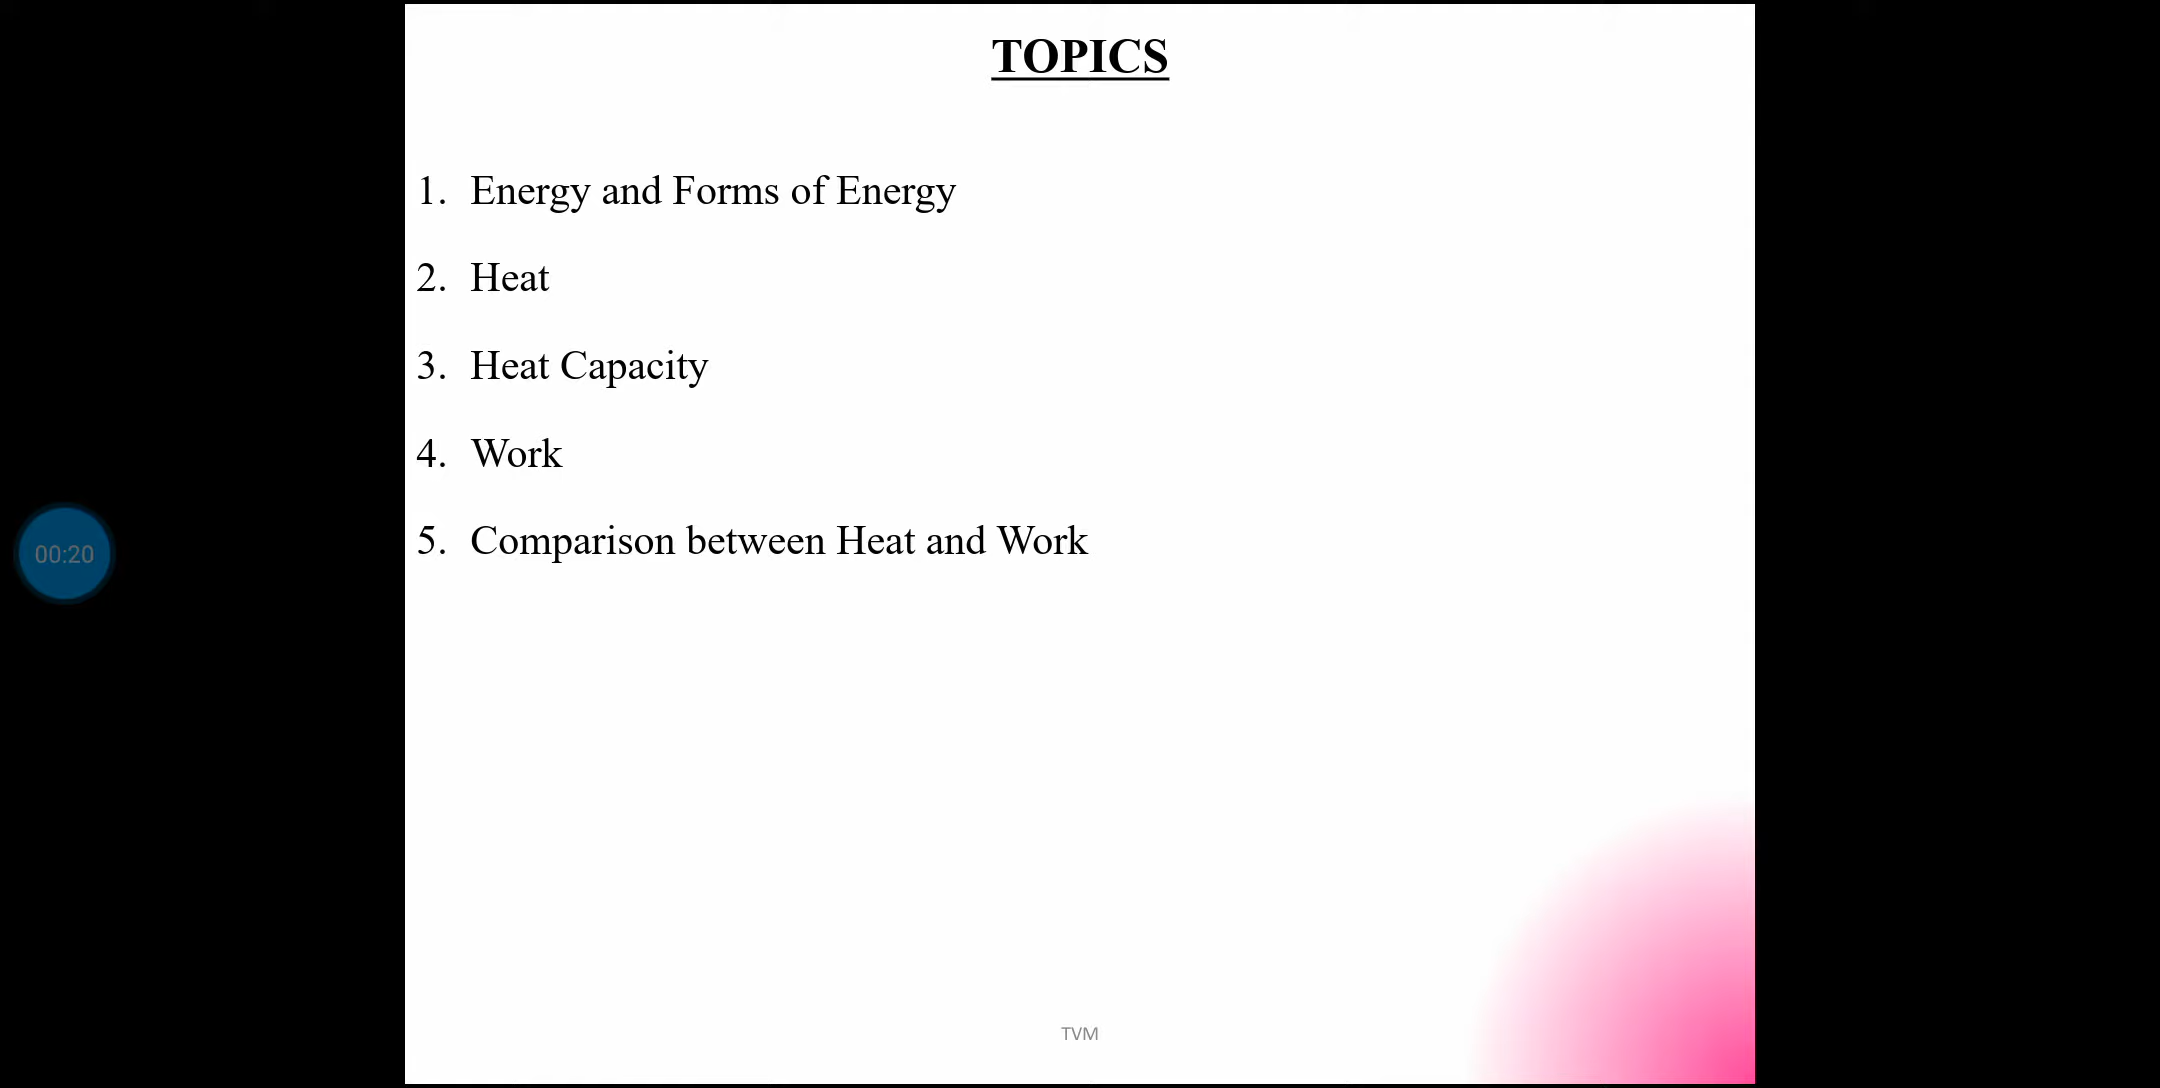 TOPICS
1. Energy and Forms of Energy
2. Heat
3. Heat Capacity
4. Work
5. Comparison between Heat and Work
00:20
TVM